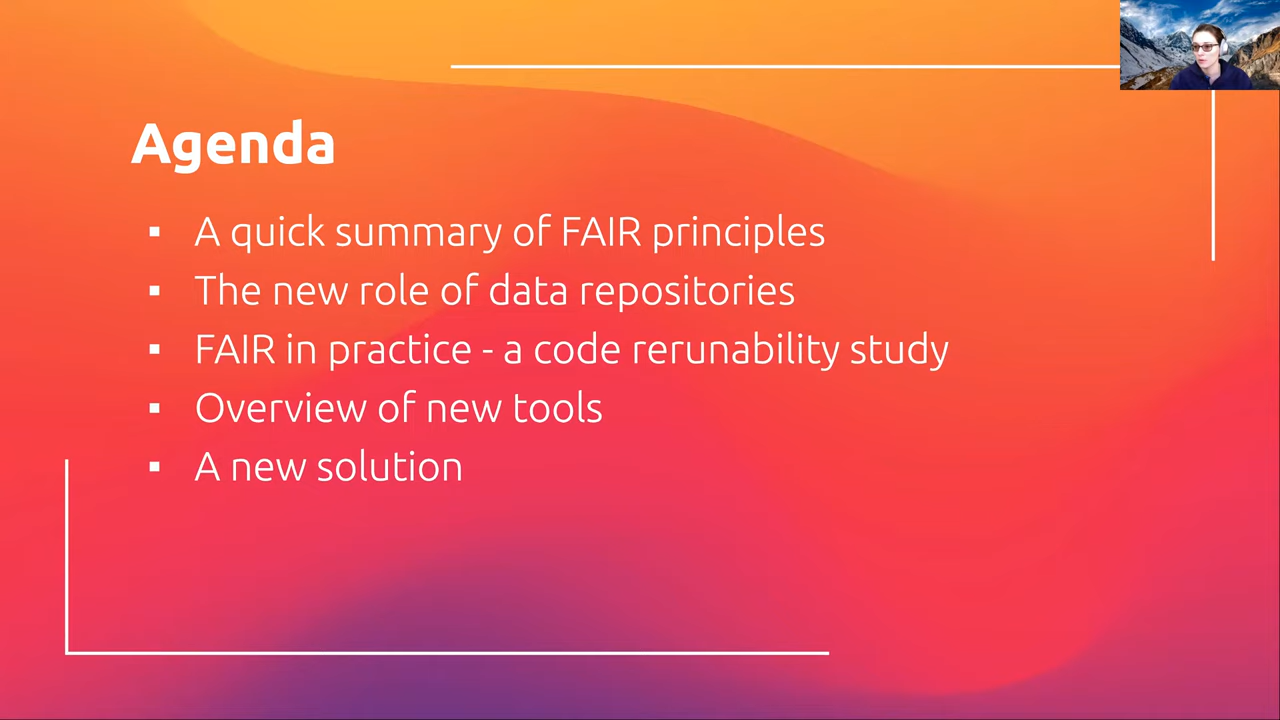 Agenda
▪ A quick summary of FAIR principles
▪ The new role of data repositories
▪ FAIR in practice - a code rerunability study
▪ Overview of new tools
▪ A new solution